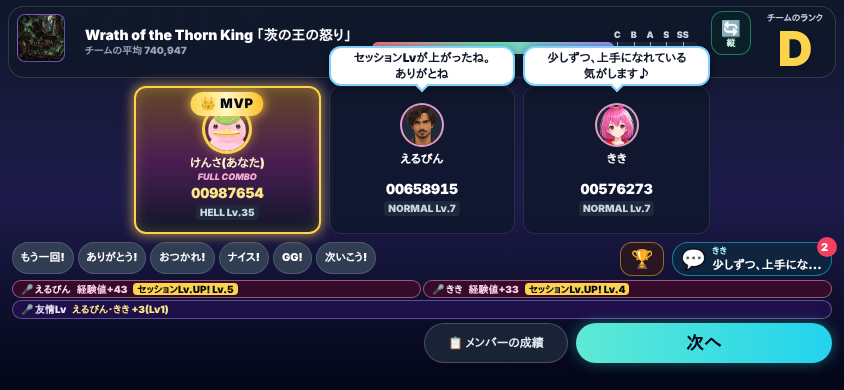 Wrath of the Thorn King「茨の王の怒り」
チームの平均 740,947
C B A S SS
縦
チームのランク
D
セッションLvが上がったね。
ありがとね
少しずつ、上手になれている
気がします♪
MVP
けんさ(あなた)
FULL COMBO
00987654
HELL Lv.35
えるびん
00658915
NORMAL Lv.7
きき
00576273
NORMAL Lv.7
もう一回!
ありがとう!
おつかれ!
ナイス!
GG!
次いこう!
きき
少しずつ、上手にな...
2
えるびん 経験値+43 セッションLv.UP! Lv.5
きき 経験値+33 セッションLv.UP! Lv.4
友情Lv えるびん・きき +3(Lv1)
メンバーの成績
次へ